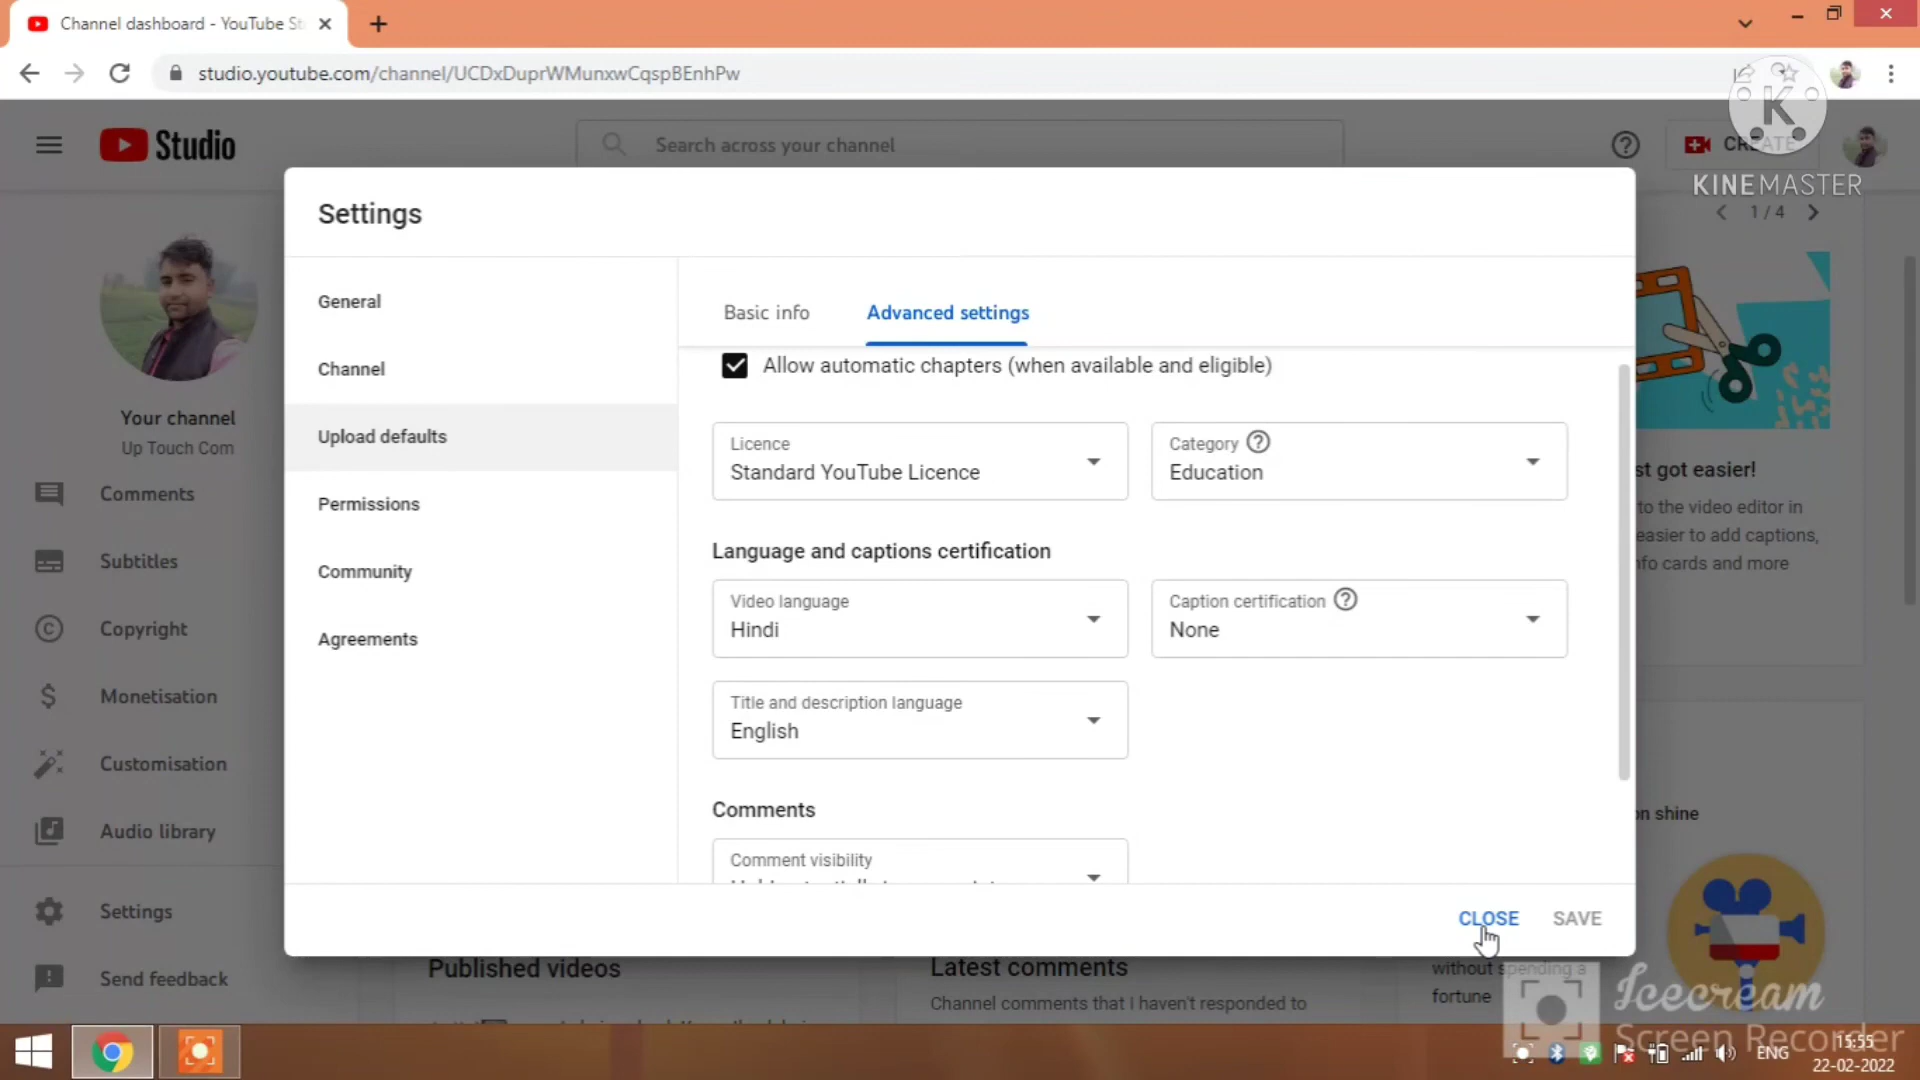 Channel dashboard - YouTube St
studio.youtube.com/channel/UCDxDuprWMunxwCqspBEnhPw
Studio
Search across your channel
CREATE
K
KINEMASTER
1 / 4
Settings
General
Channel
Upload defaults
Permissions
Community
Agreements
Basic info
Advanced settings
Allow automatic chapters (when available and eligible)
Licence
Standard YouTube Licence
Category
Education
Language and captions certification
Video language
Hindi
Caption certification
None
Title and description language
English
Comments
Comment visibility
CLOSE
SAVE
Your channel
Up Touch Com
Comments
Subtitles
Copyright
Monetisation
Customisation
Audio library
Settings
Send feedback
st got easier!
to the video editor in
easier to add captions,
nfo cards and more
on shine
Published videos
Latest comments
Channel comments that I haven't responded to
without spending a
fortune
Icecream
Screen Recorder
ENG
15:55
22-02-2022